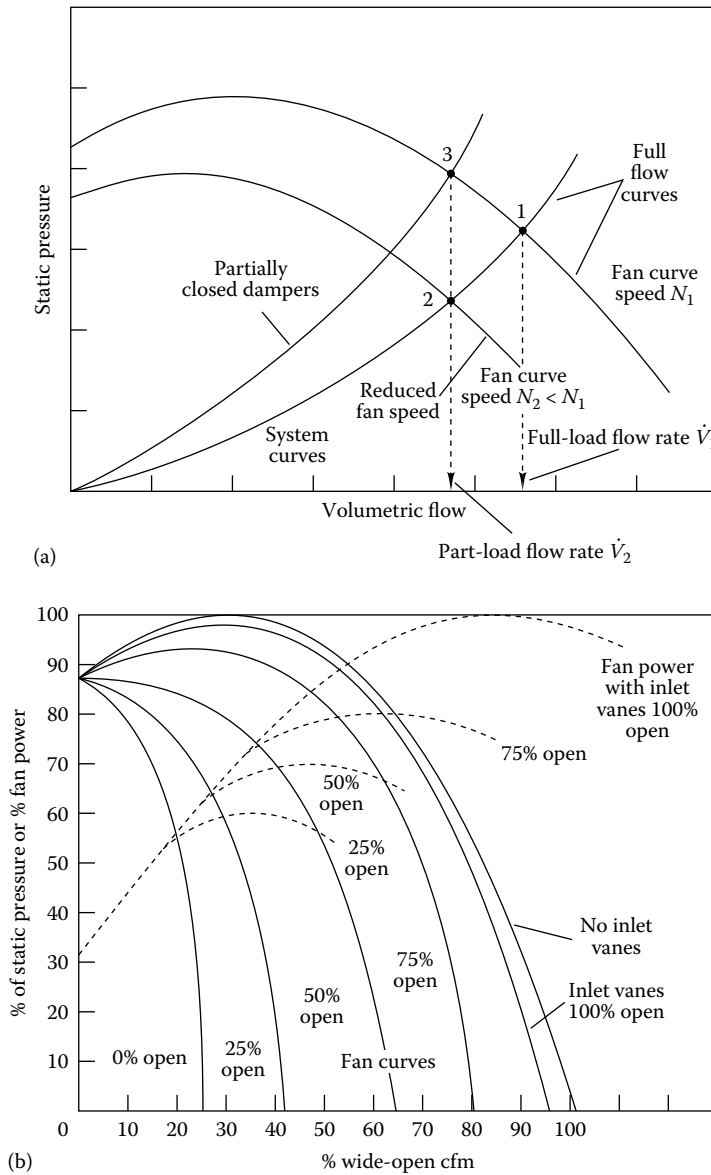 3
Full
flow
curves
1
Static pressure
Partially
closed dampers
Fan curve
speed N₁
2
Reduced
fan speed
Fan curve
speed N₂ < N₁
System
curves
Full-load flow rate V̇
Volumetric flow
Part-load flow rate V̇₂
(a)
100
90
80
70
60
50
40
30
20
10
0
% of static pressure or % fan power
Fan power
with inlet
vanes 100%
open
75% open
50%
open
25%
open
No inlet
vanes
Inlet vanes
100% open
75%
open
50%
open
25%
open
0% open
Fan curves
10 20 30 40 50 60 70 80 90 100
% wide-open cfm
(b)